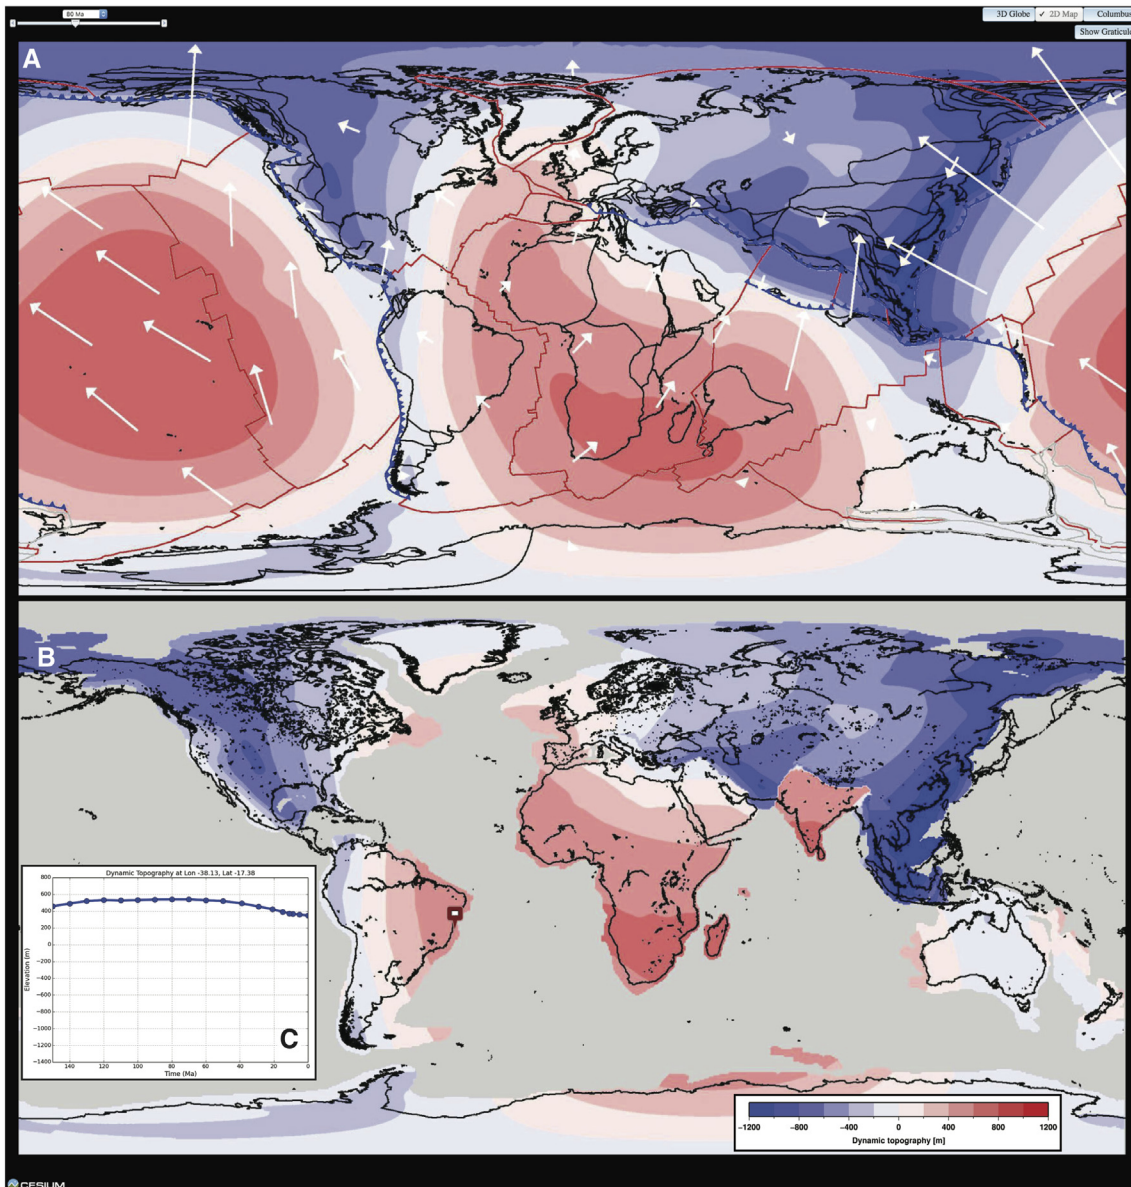 80 Ma
3D Globe
✓ 2D Map
Columbus
Show Graticule
A
B
Dynamic Topography at Lon -38.13, Lat -17.38
800
600
400
200
0
−200
−400
−600
−800
−1000
−1200
−1400
Elevation (m)
140 120 100 80 60 40 20 0
Time (Ma)
C
−1200 −800 −400 0 400 800 1200
Dynamic topography [m]
CESIUM